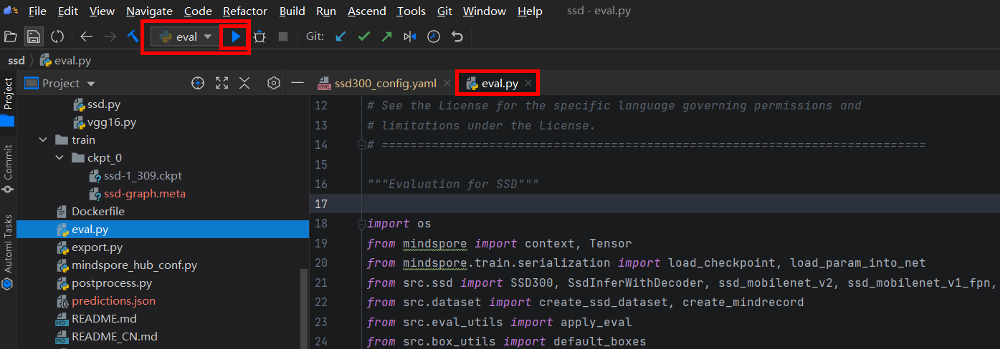 File Edit View Navigate Code Refactor Build Run Ascend Tools Git Window Help ssd - eval.py
eval Git:
ssd eval.py
Project
Commit
Automl Tasks
Project
ssd.py
vgg16.py
train
ckpt_0
ssd-1_309.ckpt
ssd-graph.meta
Dockerfile
eval.py
export.py
mindspore_hub_conf.py
postprocess.py
predictions.json
README.md
README_CN.md
ssd300_config.yaml eval.py
12 # See the License for the specific language governing permissions and
13 # limitations under the License.
14 # ============================================================================
15
16 """Evaluation for SSD"""
17
18 import os
19 from mindspore import context, Tensor
20 from mindspore.train.serialization import load_checkpoint, load_param_into_net
21 from src.ssd import SSD300, SsdInferWithDecoder, ssd_mobilenet_v2, ssd_mobilenet_v1_fpn,
22 from src.dataset import create_ssd_dataset, create_mindrecord
23 from src.eval_utils import apply_eval
24 from src.box_utils import default_boxes